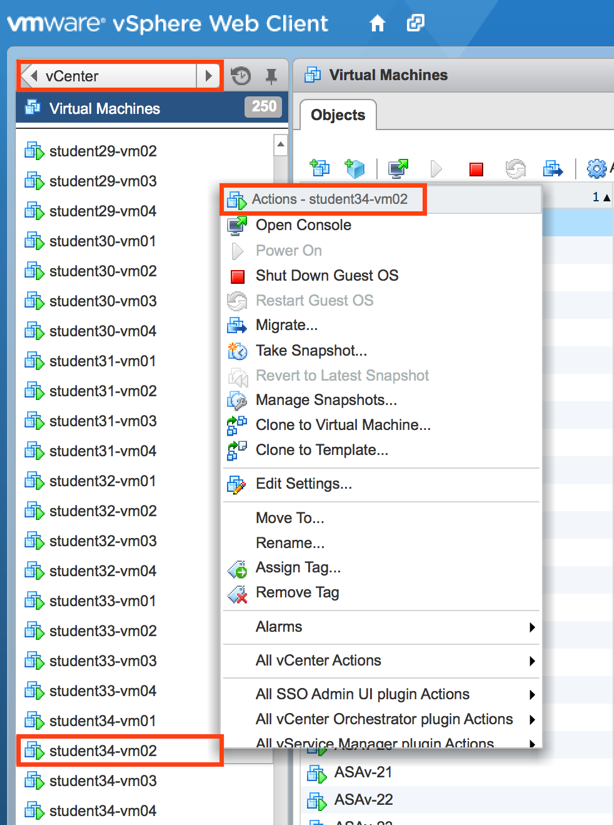 vmware® vSphere Web Client
vCenter
Virtual Machines 250
student29-vm02
student29-vm03
student29-vm04
student30-vm01
student30-vm02
student30-vm03
student30-vm04
student31-vm01
student31-vm02
student31-vm03
student31-vm04
student32-vm01
student32-vm02
student32-vm03
student32-vm04
student33-vm01
student33-vm02
student33-vm03
student33-vm04
student34-vm01
student34-vm02
student34-vm03
student34-vm04
Virtual Machines
Objects
1
Actions - student34-vm02
Open Console
Power On
Shut Down Guest OS
Restart Guest OS
Migrate...
Take Snapshot...
Revert to Latest Snapshot
Manage Snapshots...
Clone to Virtual Machine...
Clone to Template...
Edit Settings...
Move To...
Rename...
Assign Tag...
Remove Tag
Alarms
All vCenter Actions
All SSO Admin UI plugin Actions
All vCenter Orchestrator plugin Actions
All vService Manager plugin Actions
ASAv-21
ASAv-22